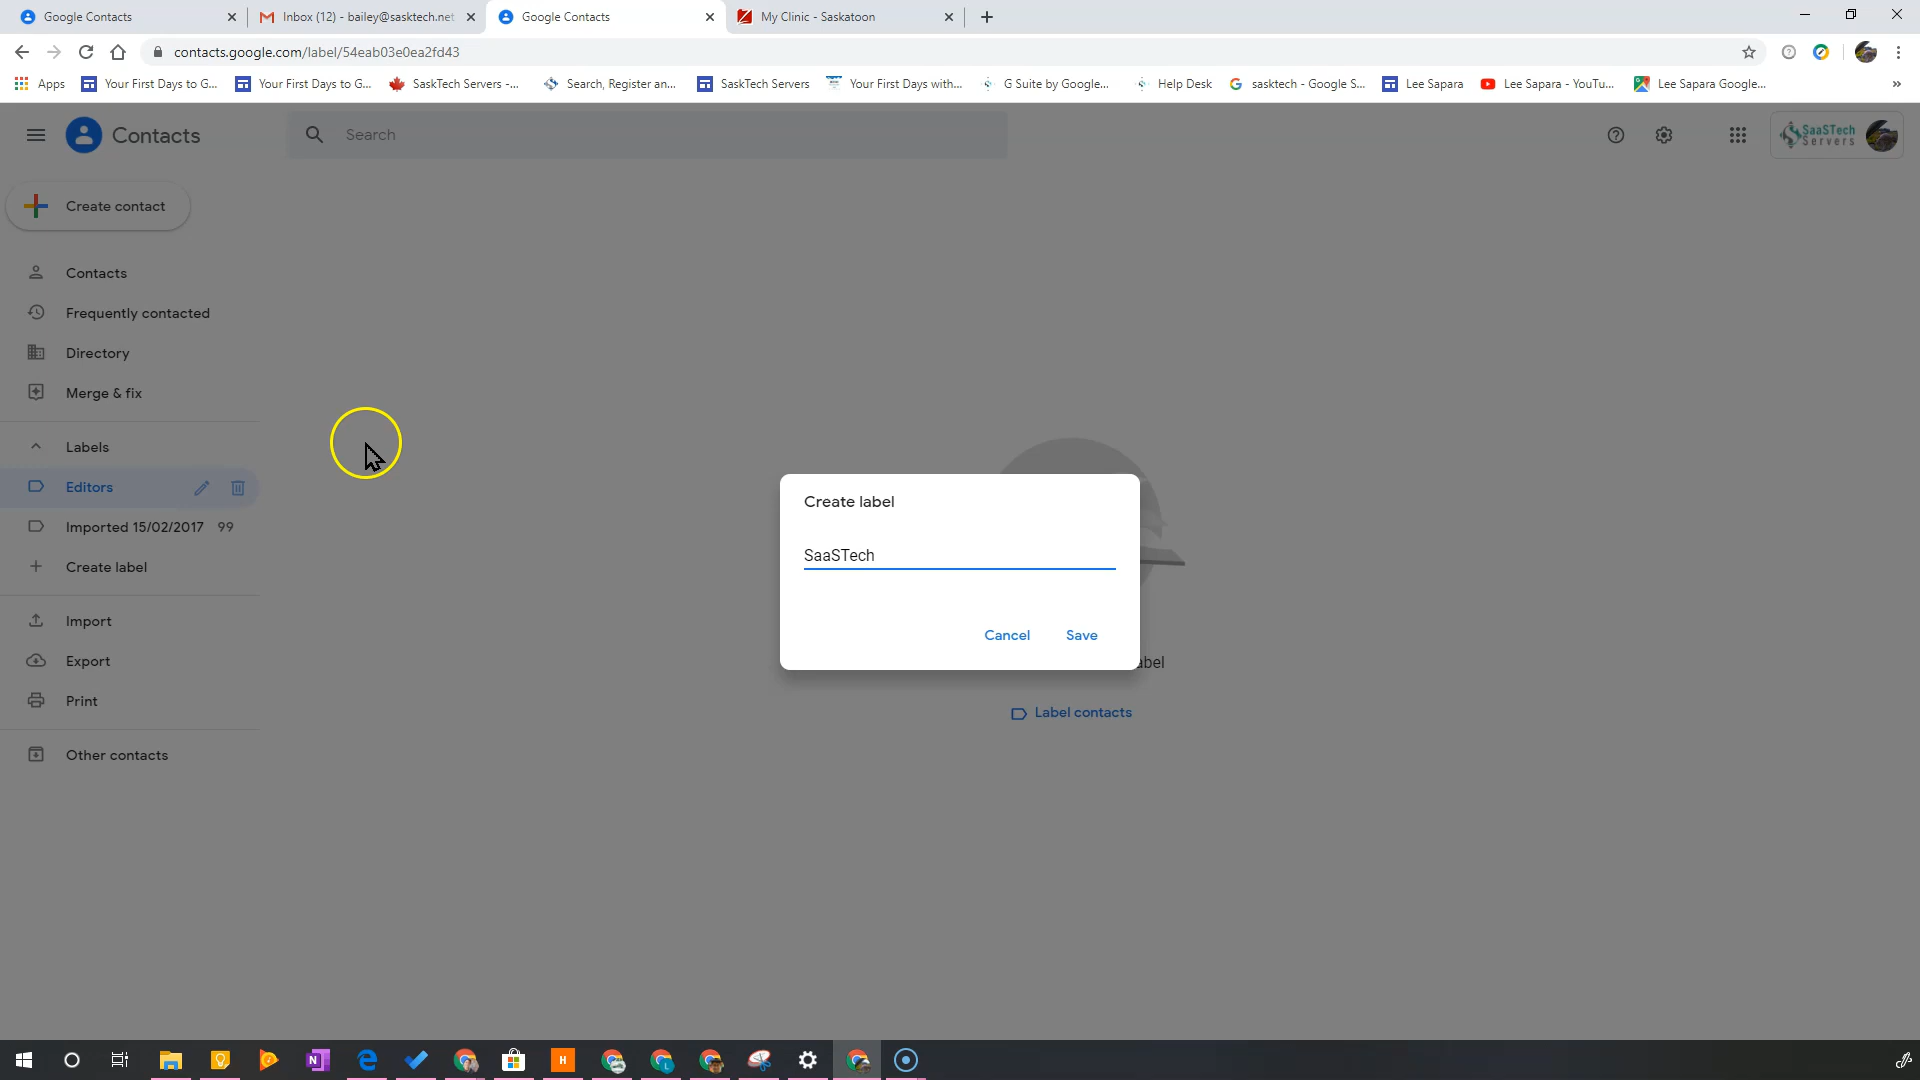 Google Contacts
Inbox (12) - bailey@sasktech.net
Google Contacts
My Clinic - Saskatoon
contacts.google.com/label/54eab03e0ea2fd43
Apps
Your First Days to G...
Your First Days to G...
SaskTech Servers -...
Search, Register an...
SaskTech Servers
Your First Days with...
G Suite by Google...
Help Desk
sasktech - Google S...
Lee Sapara
Lee Sapara - YouTu...
Lee Sapara Google...
Contacts
Search
SaaSTech
Servers
Create contact
Contacts
Frequently contacted
Directory
Merge & fix
Labels
Editors
Imported 15/02/2017 99
Create label
Import
Export
Print
Other contacts
Create label
SaaSTech
Cancel
Save
abel
Label contacts